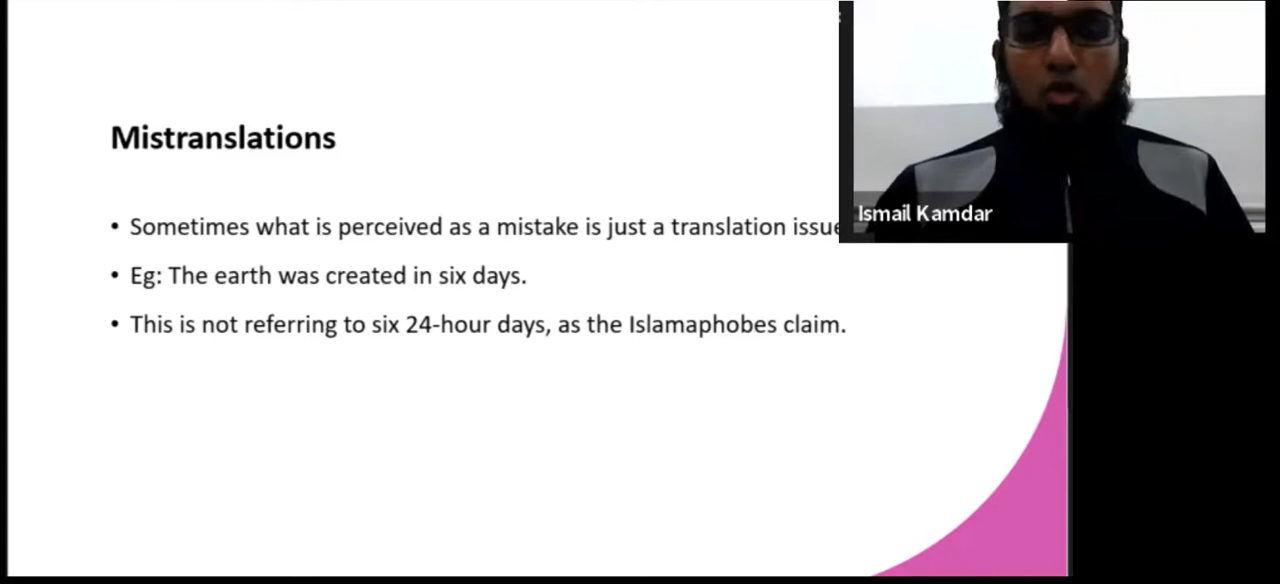 Mistranslations
• Sometimes what is perceived as a mistake is just a translation issue
• Eg: The earth was created in six days.
• This is not referring to six 24-hour days, as the Islamaphobes claim.
Ismail Kamdar